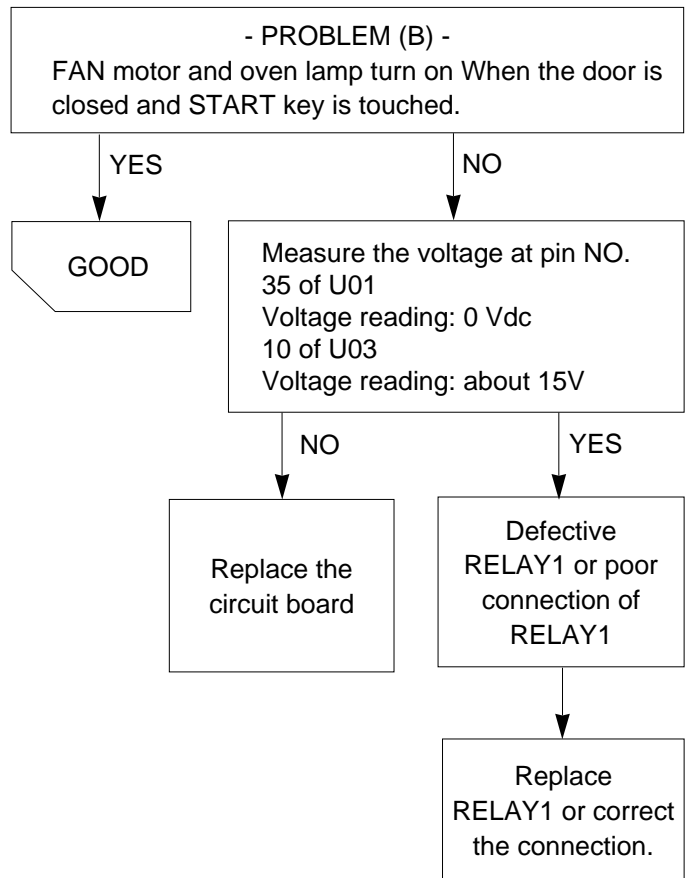 - PROBLEM (B) -
FAN motor and oven lamp turn on When the door is
closed and START key is touched.
YES
NO
GOOD
Measure the voltage at pin NO.
35 of U01
Voltage reading: 0 Vdc
10 of U03
Voltage reading: about 15V
NO
YES
Replace the
circuit board
Defective
RELAY1 or poor
connection of
RELAY1
Replace
RELAY1 or correct
the connection.